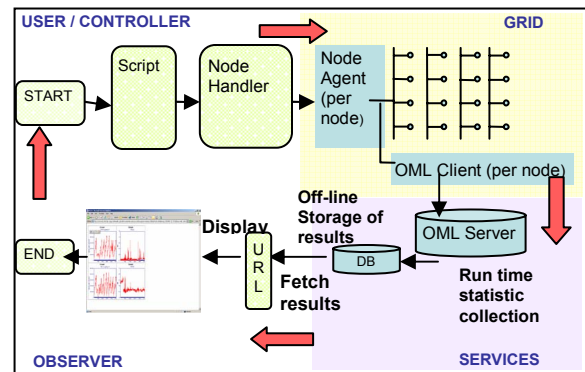 USER / CONTROLLER
GRID
START
Script
Node
Handler
Node
Agent
(per
node)
OML Client (per node)
Off-line
Storage of
results
OML Server
Display
END
URL
DB
Fetch
results
Run time
statistic
collection
OBSERVER
SERVICES